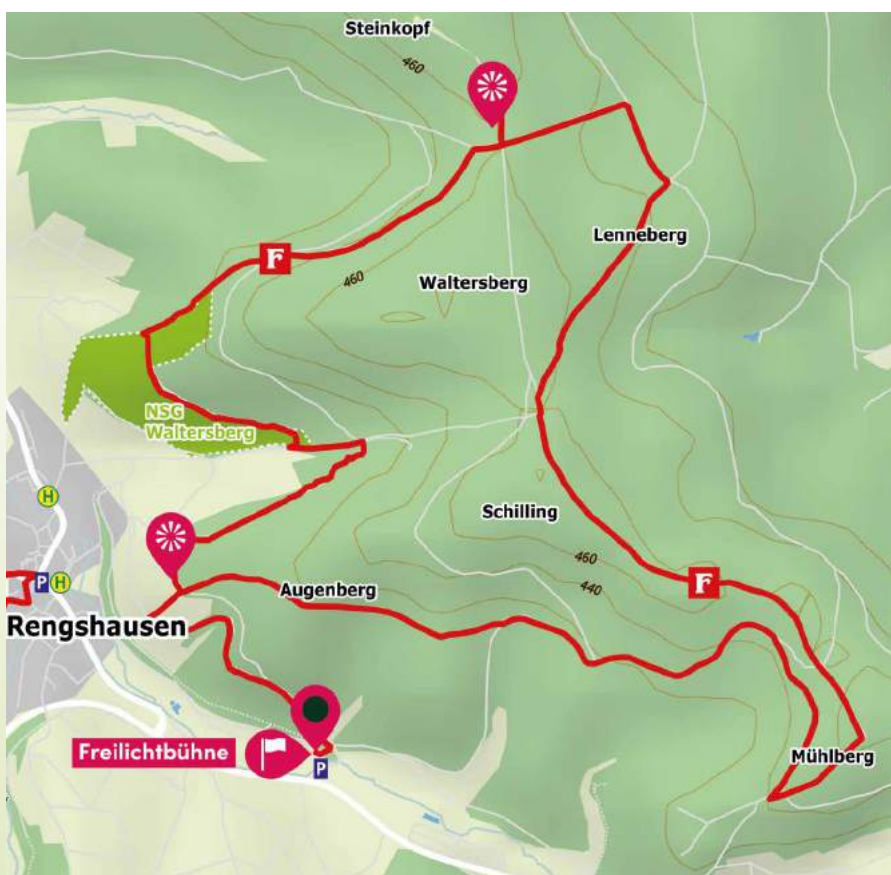 Steinkopf
460
Lenneberg
F
Waltersberg
460
NSG
Waltersberg
H
Schilling
460
F
440
P
H
Augenberg
Rengshausen
Freilichtbühne
P
Mühlberg